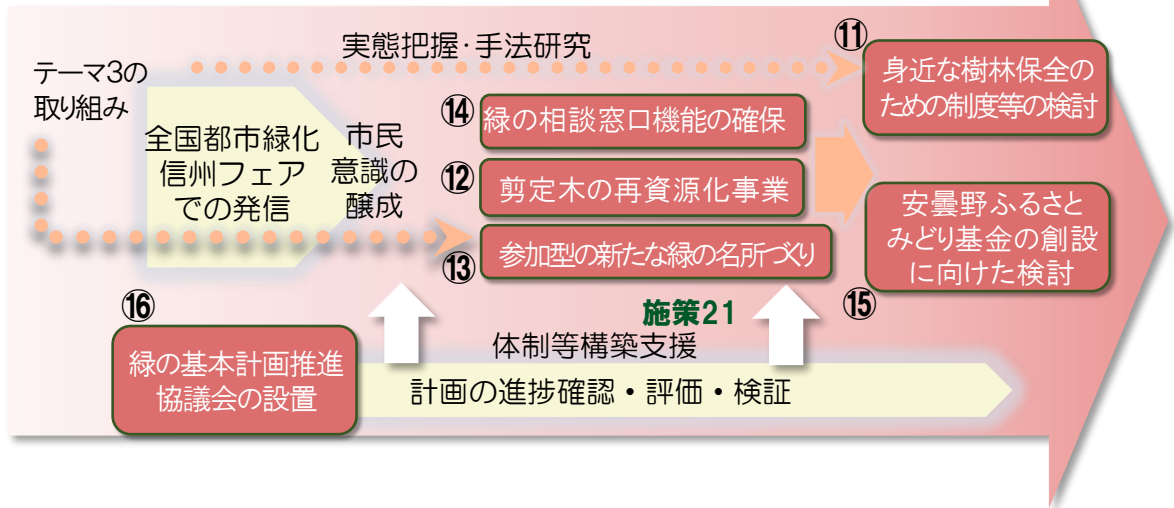 実態把握・手法研究
テーマ3の
取り組み
⑪
身近な樹林保全の
ための制度等の検討
全国都市緑化
信州フェア
での発信
市民
意識の
醸成
⑭
緑の相談窓口機能の確保
⑫
剪定木の再資源化事業
⑬
参加型の新たな緑の名所づくり
安曇野ふるさと
みどり基金の創設
に向けた検討
⑮
⑯
緑の基本計画推進
協議会の設置
施策21
体制等構築支援
計画の進捗確認・評価・検証